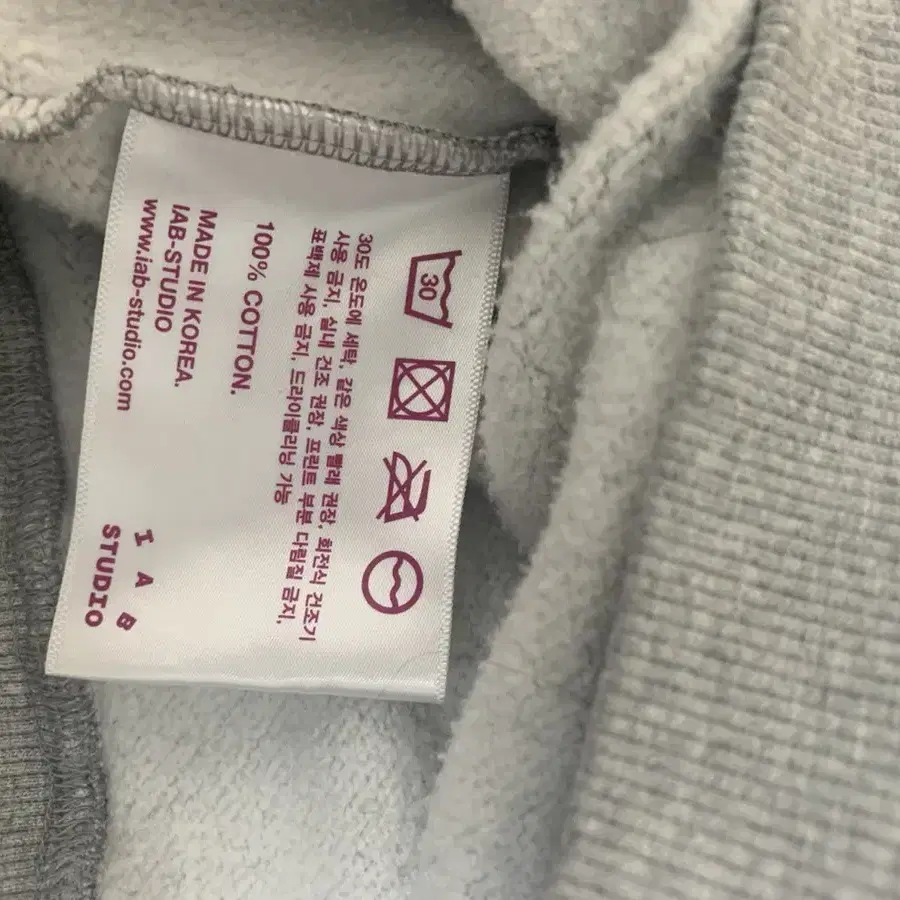 30
30도 온도에 세탁, 같은 색상 빨래 권장, 회전식 건조기
사용 금지, 실내 건조 권장, 프린트 부분 다림질 금지,
표백제 사용 금지, 드라이클리닝 가능
100% COTTON.
MADE IN KOREA.
IAB-STUDIO
www.iab-studio.com
I A B
STUDIO